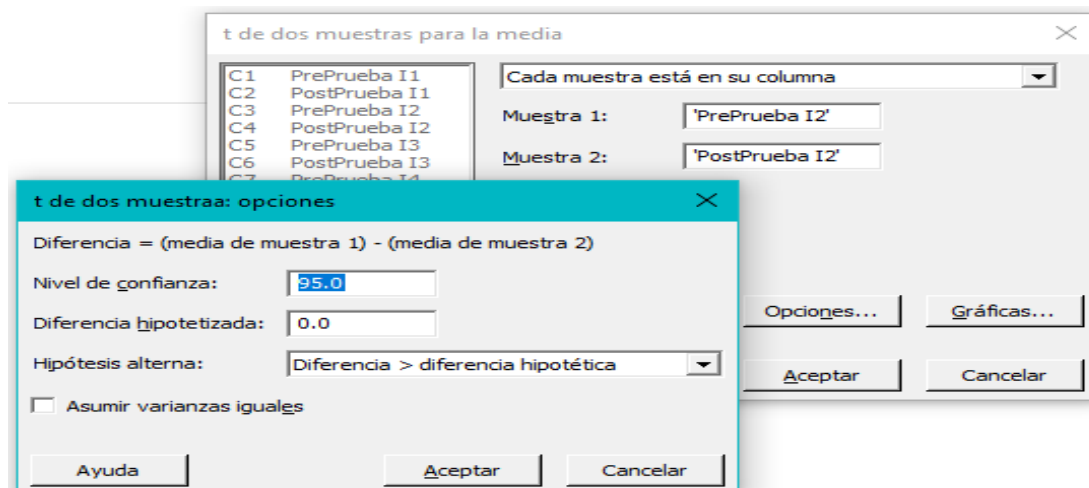 t de dos muestras para la media
C1 PrePrueba I1
C2 PostPrueba I1
C3 PrePrueba I2
C4 PostPrueba I2
C5 PrePrueba I3
C6 PostPrueba I3
C7 PrePrueba I4
Cada muestra está en su columna
Muestra 1: 'PrePrueba I2'
Muestra 2: 'PostPrueba I2'
Opciones... Gráficas...
Aceptar Cancelar
t de dos muestraa: opciones
Diferencia = (media de muestra 1) - (media de muestra 2)
Nivel de confianza: 95.0
Diferencia hipotetizada: 0.0
Hipótesis alterna: Diferencia > diferencia hipotética
Asumir varianzas iguales
Ayuda Aceptar Cancelar